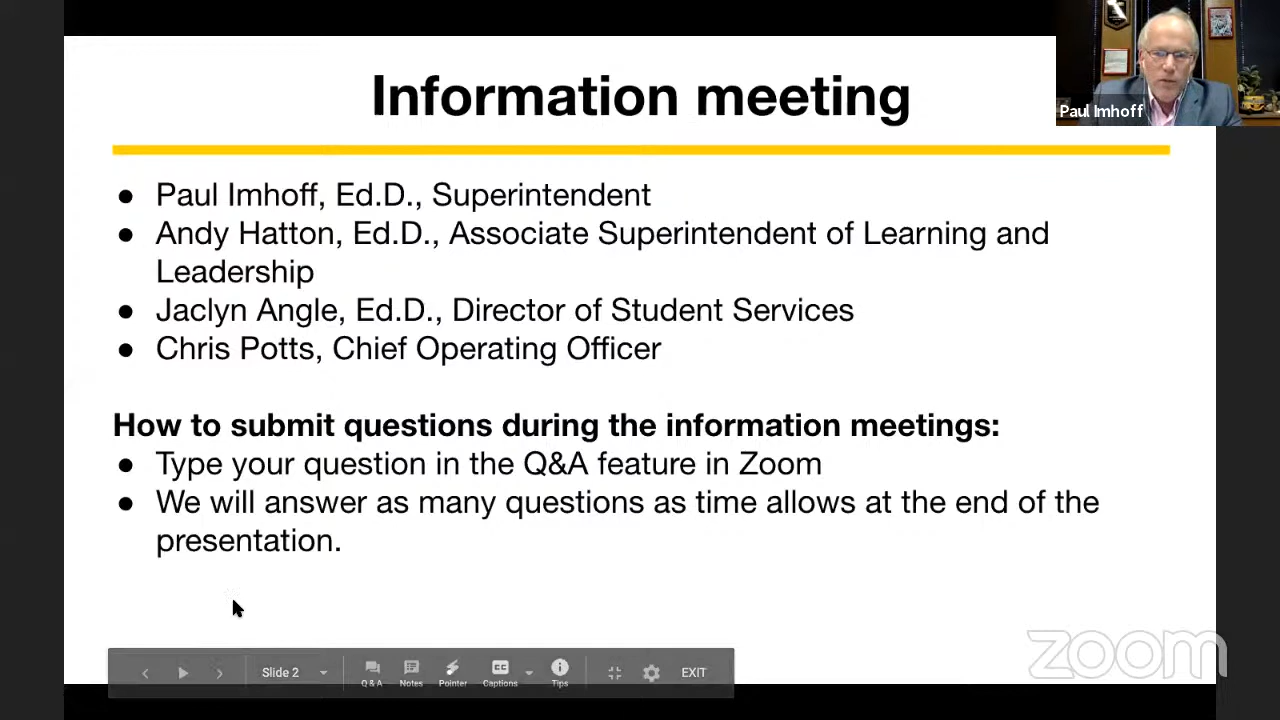 Information meeting
Paul Imhoff
● Paul Imhoff, Ed.D., Superintendent
● Andy Hatton, Ed.D., Associate Superintendent of Learning and
Leadership
● Jaclyn Angle, Ed.D., Director of Student Services
● Chris Potts, Chief Operating Officer
How to submit questions during the information meetings:
● Type your question in the Q&A feature in Zoom
● We will answer as many questions as time allows at the end of the
presentation.
zoom
Slide 2
Q & A
Notes
Pointer
CC
Captions
Tips
EXIT